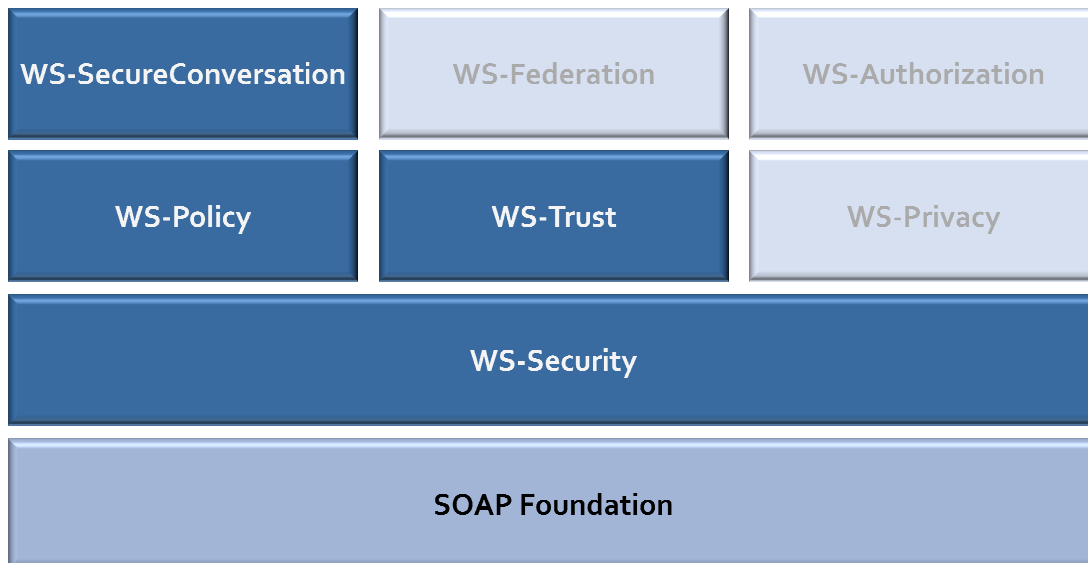 WS-SecureConversation
WS-Federation
WS-Authorization
WS-Policy
WS-Trust
WS-Privacy
WS-Security
SOAP Foundation